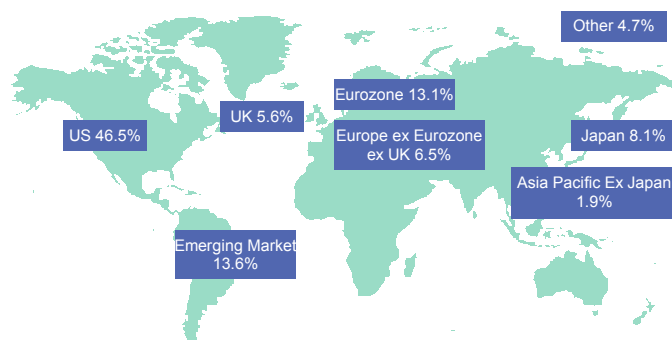 Other 4.7%
Eurozone 13.1%
UK 5.6%
US 46.5%
Europe ex Eurozone
ex UK 6.5%
Japan 8.1%
Asia Pacific Ex Japan
1.9%
Emerging Market
13.6%